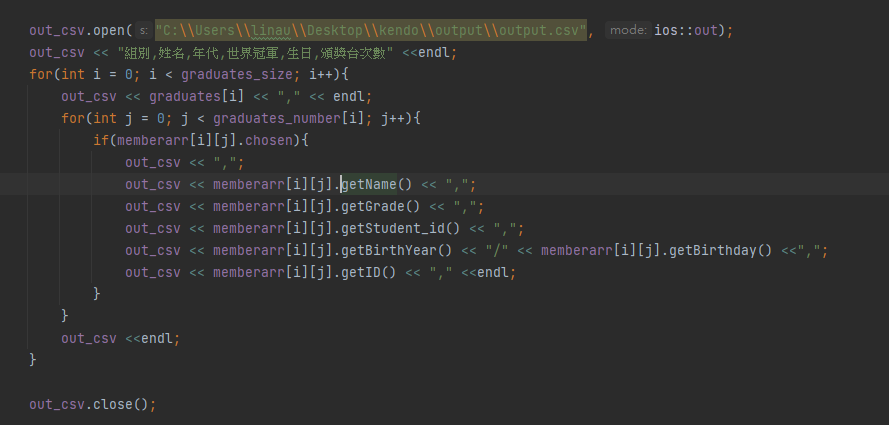 out_csv.open( s: "C:\\Users\\linau\\Desktop\\kendo\\output\\output.csv", mode: ios::out);
out_csv << "組別,姓名,年代,世界冠軍,生日,頒獎台次數" <<endl;
for(int i = 0; i < graduates_size; i++){
out_csv << graduates[i] << "," << endl;
for(int j = 0; j < graduates_number[i]; j++){
if(memberarr[i][j].chosen){
out_csv << ",";
out_csv << memberarr[i][j].getName() << ",";
out_csv << memberarr[i][j].getGrade() << ",";
out_csv << memberarr[i][j].getStudent_id() << ",";
out_csv << memberarr[i][j].getBirthYear() << "/" << memberarr[i][j].getBirthday() <<",";
out_csv << memberarr[i][j].getID() << "," <<endl;
}
}
out_csv <<endl;
}
out_csv.close();